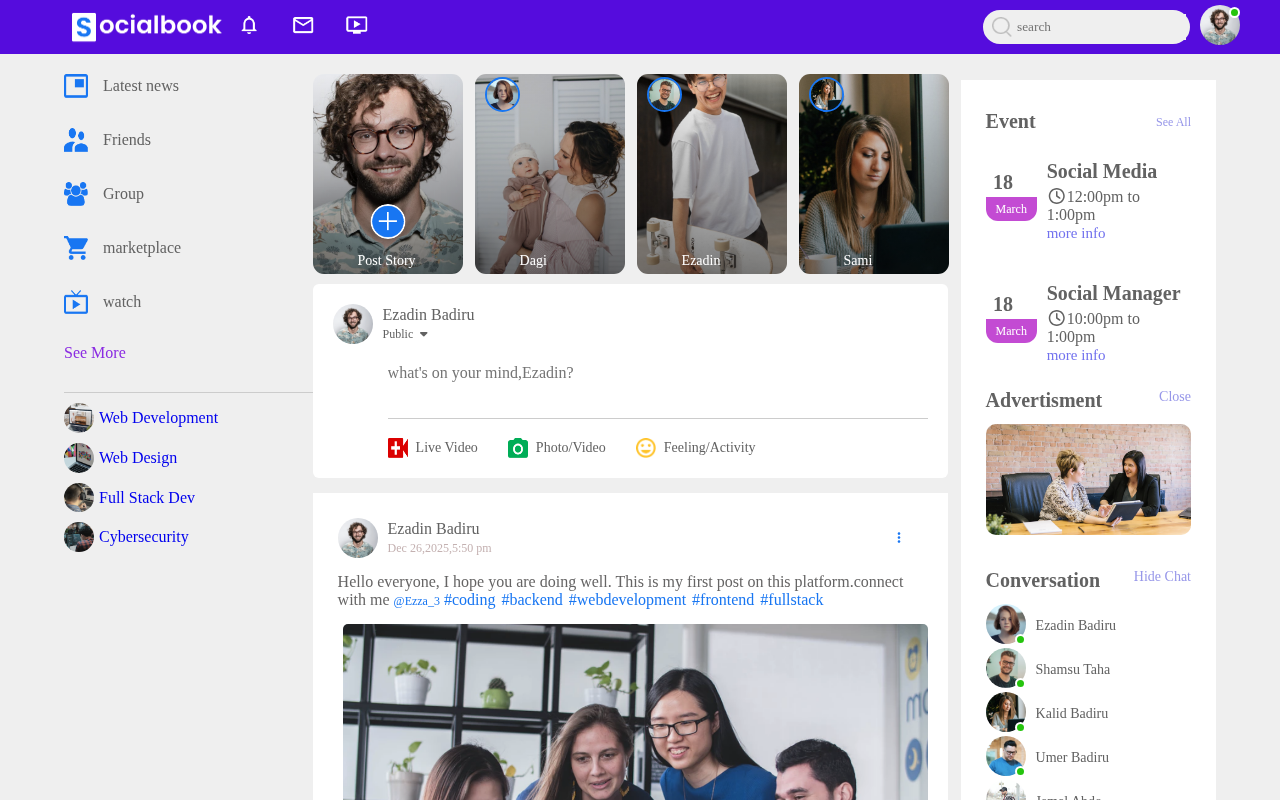 Socialbook
search
Latest news
Friends
Group
marketplace
watch
See More
Web Development
Web Design
Full Stack Dev
Cybersecurity
Post Story
Dagi
Ezadin
Sami
Ezadin Badiru
Public
what's on your mind,Ezadin?
Live Video
Photo/Video
Feeling/Activity
Ezadin Badiru
Dec 26,2025,5:50 pm
Hello everyone, I hope you are doing well. This is my first post on this platform.connect
with me @Ezza_3 #coding #backend #webdevelopment #frontend #fullstack
Event
See All
18
March
Social Media
12:00pm to
1:00pm
more info
18
March
Social Manager
10:00pm to
1:00pm
more info
Advertisment
Close
Conversation
Hide Chat
Ezadin Badiru
Shamsu Taha
Kalid Badiru
Umer Badiru